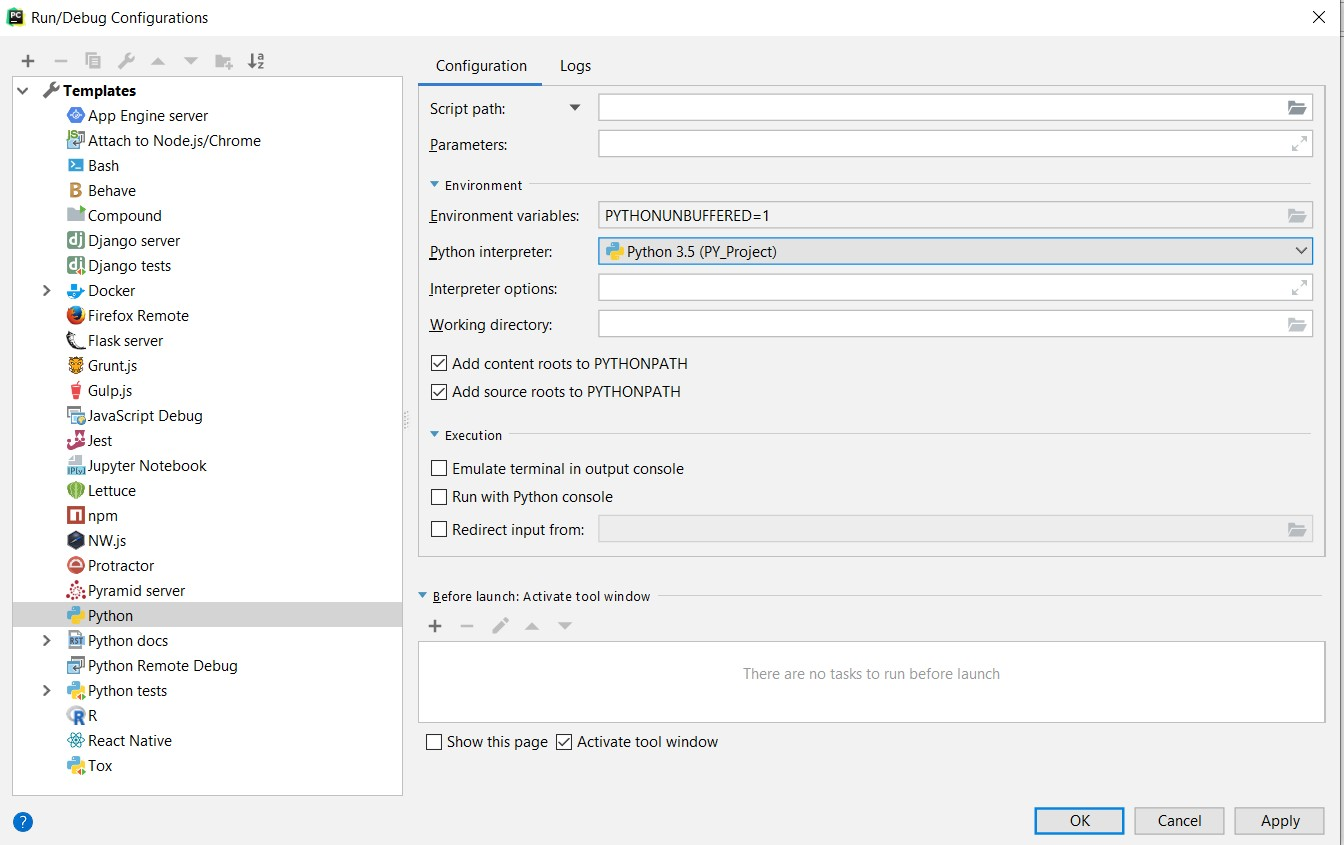 Run/Debug Configurations
Templates
App Engine server
Attach to Node.js/Chrome
Bash
Behave
Compound
Django server
Django tests
Docker
Firefox Remote
Flask server
Grunt.js
Gulp.js
JavaScript Debug
Jest
Jupyter Notebook
Lettuce
npm
NW.js
Protractor
Pyramid server
Python
Python docs
Python Remote Debug
Python tests
R
React Native
Tox
Configuration Logs
Script path:
Parameters:
Environment
Environment variables: PYTHONUNBUFFERED=1
Python interpreter: Python 3.5 (PY_Project)
Interpreter options:
Working directory:
Add content roots to PYTHONPATH
Add source roots to PYTHONPATH
Execution
Emulate terminal in output console
Run with Python console
Redirect input from:
Before launch: Activate tool window
There are no tasks to run before launch
Show this page Activate tool window
? OK Cancel Apply